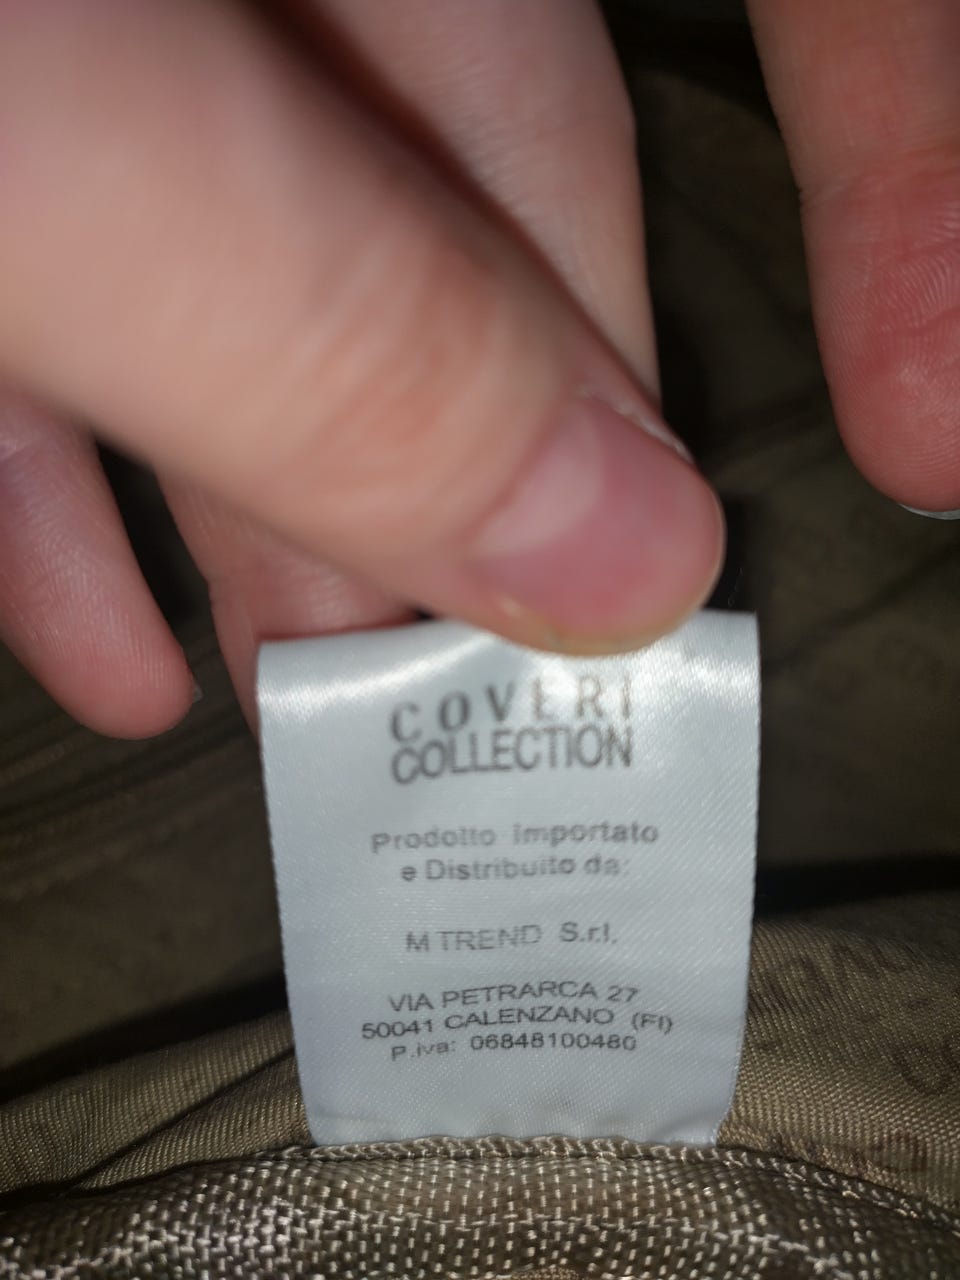 COVERI
COLLECTION
Prodotto importato
e Distribuito da:
M TREND S.r.l.
VIA PETRARCA 27
50041 CALENZANO (FI)
P.iva: 06848100480